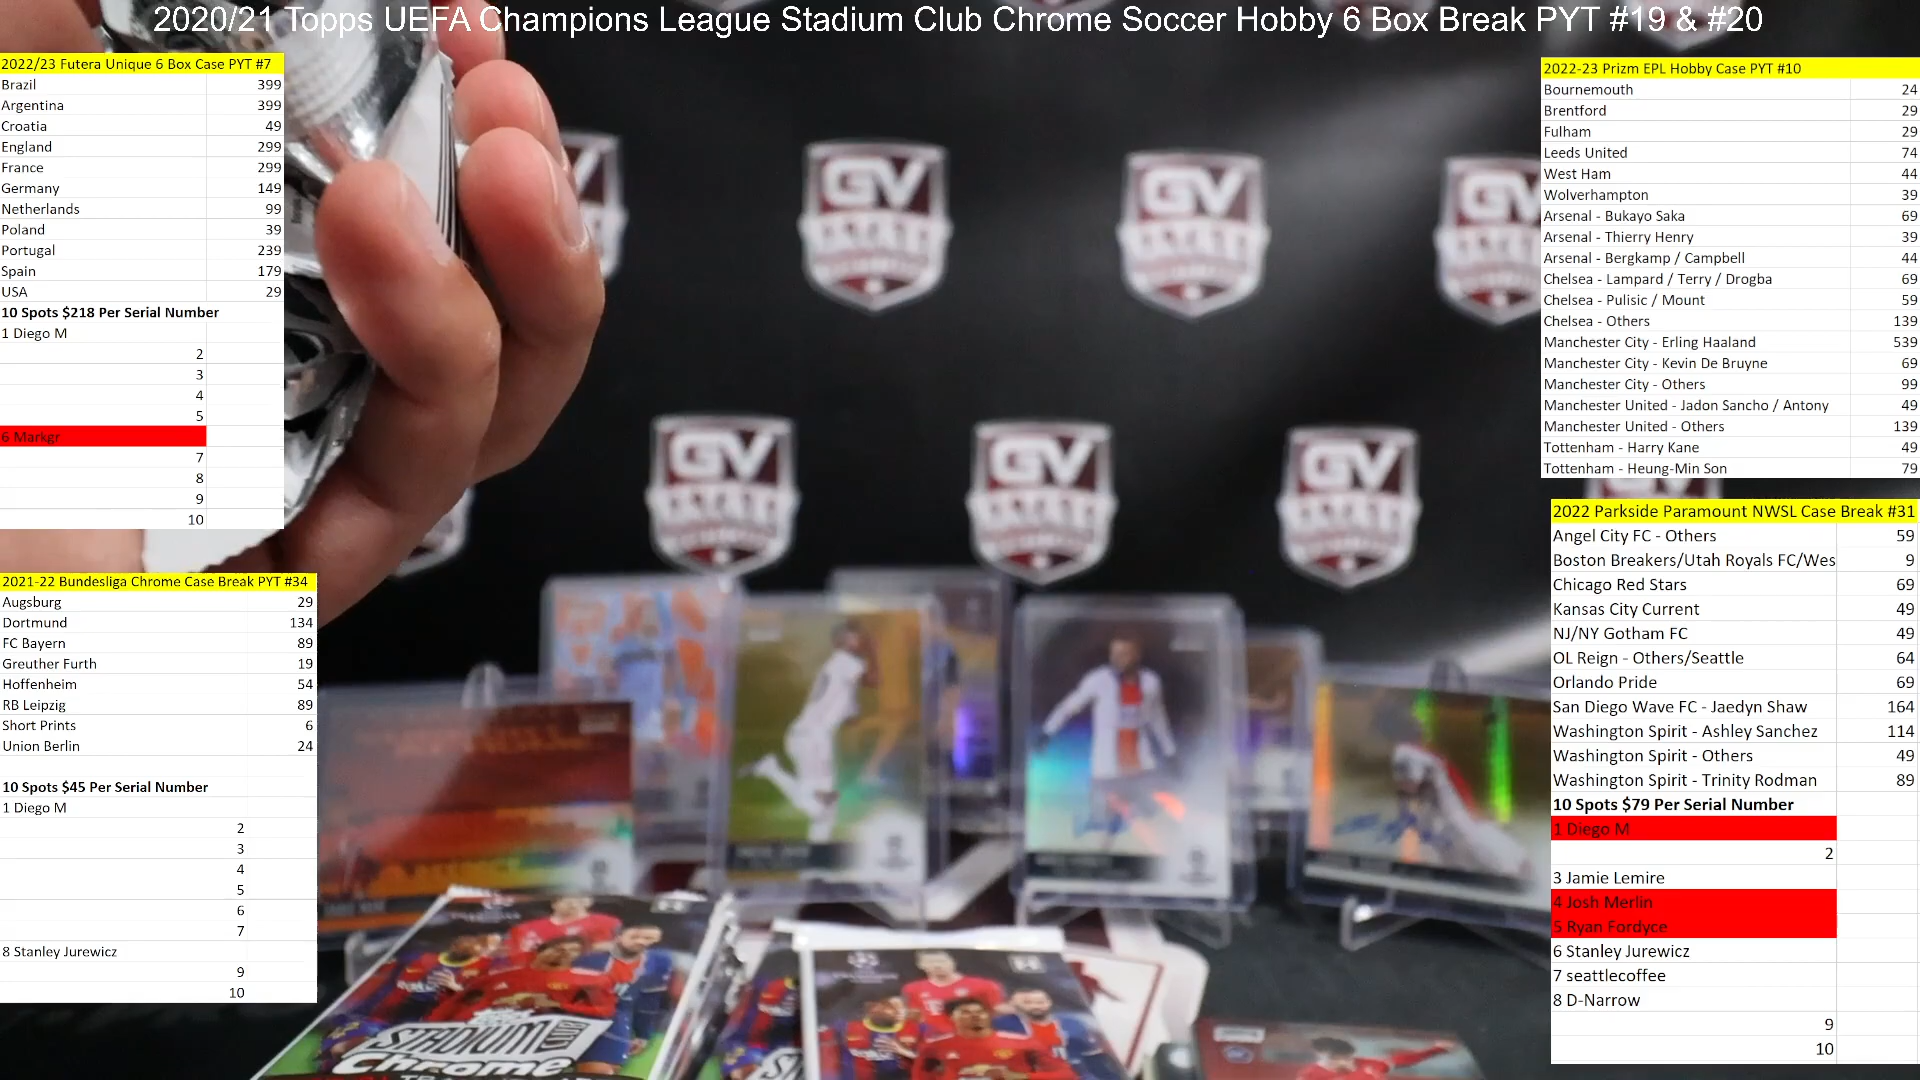 2020/21 Topps UEFA Champions League Stadium Club Chrome Soccer Hobby 6 Box Break PYT #19 & #20
2022/23 Futera Unique 6 Box Case PYT #7
Brazil 399
Argentina 399
Croatia 49
England 299
France 299
Germany 149
Netherlands 99
Poland 39
Portugal 239
Spain 179
USA 29
10 Spots $218 Per Serial Number
1 Diego M
2
3
4
5
6 Markgr
7
8
9
10
2021-22 Bundesliga Chrome Case Break PYT #34
Augsburg 29
Dortmund 134
FC Bayern 89
Greuther Furth 19
Hoffenheim 54
RB Leipzig 89
Short Prints 6
Union Berlin 24
10 Spots $45 Per Serial Number
1 Diego M
2
3
4
5
6
7
8 Stanley Jurewicz
9
10
2022-23 Prizm EPL Hobby Case PYT #10
Bournemouth 24
Brentford 29
Fulham 29
Leeds United 74
West Ham 44
Wolverhampton 39
Arsenal - Bukayo Saka 69
Arsenal - Thierry Henry 39
Arsenal - Bergkamp / Campbell 44
Chelsea - Lampard / Terry / Drogba 69
Chelsea - Pulisic / Mount 59
Chelsea - Others 139
Manchester City - Erling Haaland 539
Manchester City - Kevin De Bruyne 69
Manchester City - Others 99
Manchester United - Jadon Sancho / Antony 49
Manchester United - Others 139
Tottenham - Harry Kane 49
Tottenham - Heung-Min Son 79
2022 Parkside Paramount NWSL Case Break #31
Angel City FC - Others 59
Boston Breakers/Utah Royals FC/Wes 9
Chicago Red Stars 69
Kansas City Current 49
NJ/NY Gotham FC 49
OL Reign - Others/Seattle 64
Orlando Pride 69
San Diego Wave FC - Jaedyn Shaw 164
Washington Spirit - Ashley Sanchez 114
Washington Spirit - Others 49
Washington Spirit - Trinity Rodman 89
10 Spots $79 Per Serial Number
1 Diego M
2
3 Jamie Lemire
4 Josh Merlin
5 Ryan Fordyce
6 Stanley Jurewicz
7 seattlecoffee
8 D-Narrow
9
10
GV
GV
GV
GV
GV
GV
GV
Topps
STADIUM CLUB
Chrome